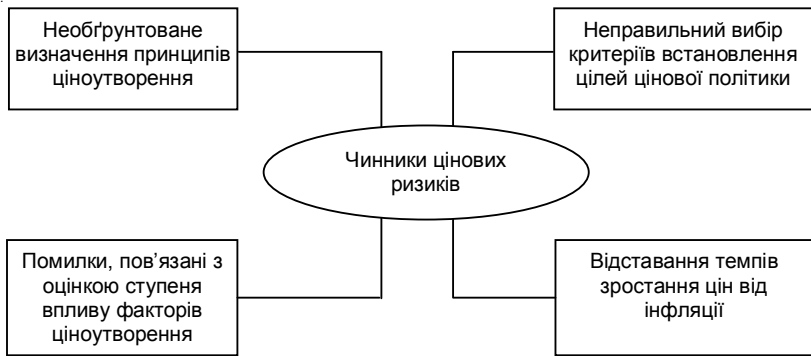 Необґрунтоване
визначення принципів
ціноутворення
Неправильний вибір
критеріїв встановлення
цілей цінової політики
Чинники цінових
ризиків
Помилки, пов’язані з
оцінкою ступеня
впливу факторів
ціноутворення
Відставання темпів
зростання цін від
інфляції